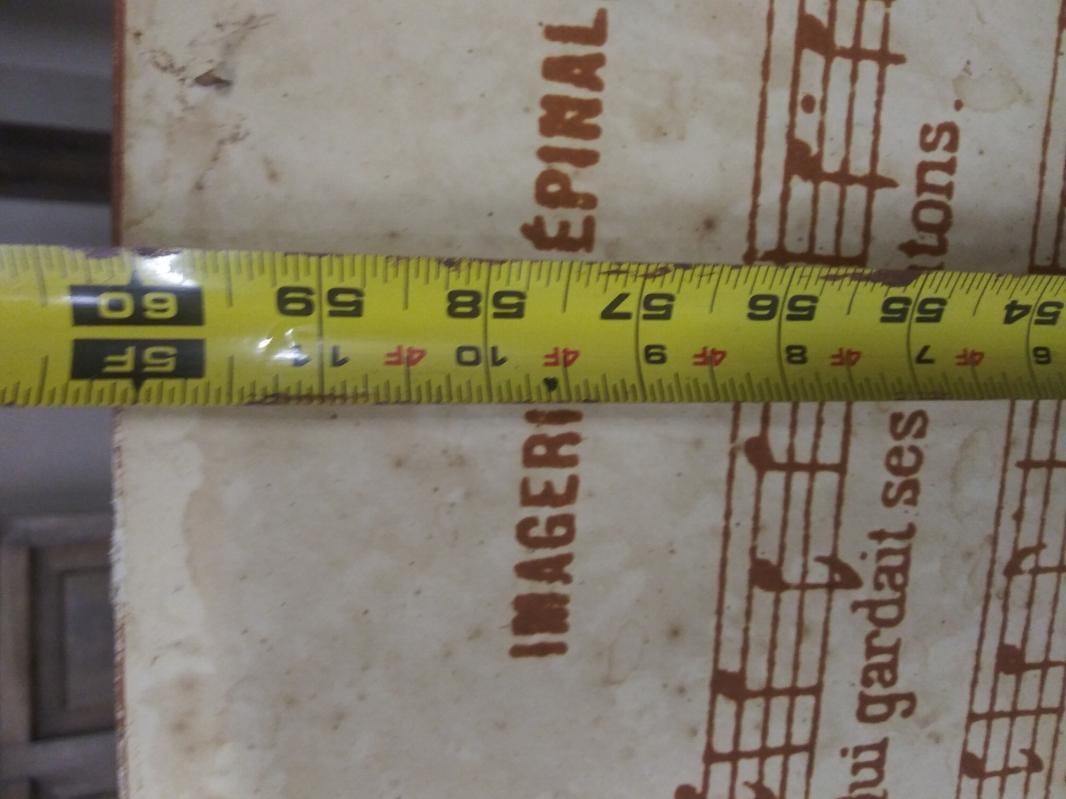 IMAGERI
ÉPINAL
ui gardait ses
tons.
6 4F 7 4F 8 4F 9 4F 10 4F 11 5F
54 55 56 57 58 59 60